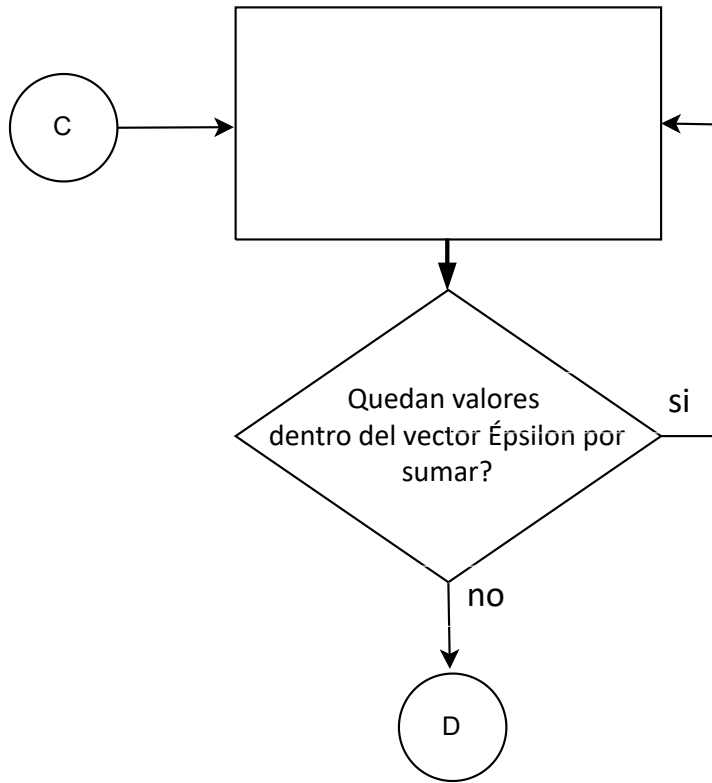 C
Quedan valores
dentro del vector Épsilon por
sumar?
si
no
D